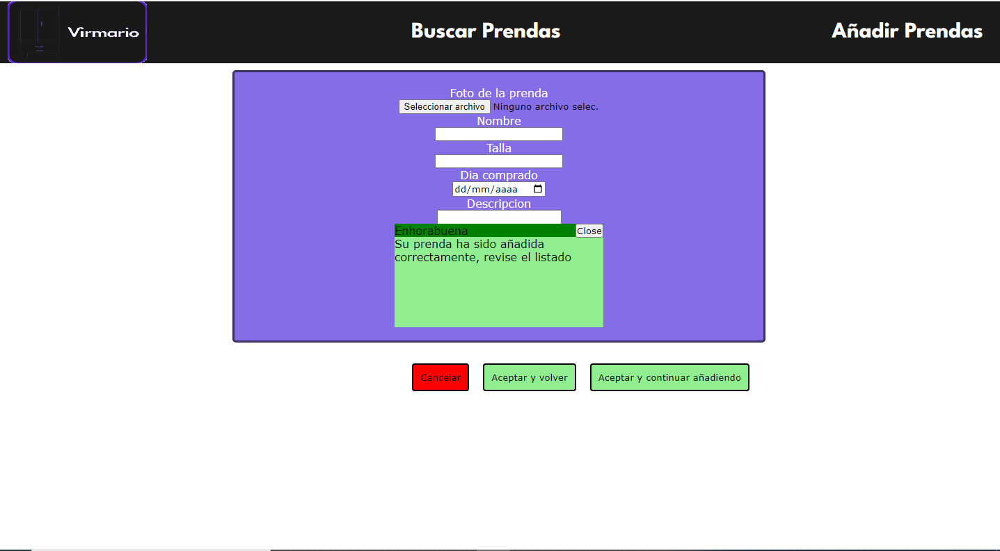 Virmario
Buscar Prendas
Añadir Prendas
Foto de la prenda
Seleccionar archivo Ninguno archivo selec.
Nombre
Talla
Dia comprado
dd/mm/aaaa
Descripcion
Enhorabuena
Close
Su prenda ha sido añadida
correctamente, revise el listado
Cancelar
Aceptar y volver
Aceptar y continuar añadiendo